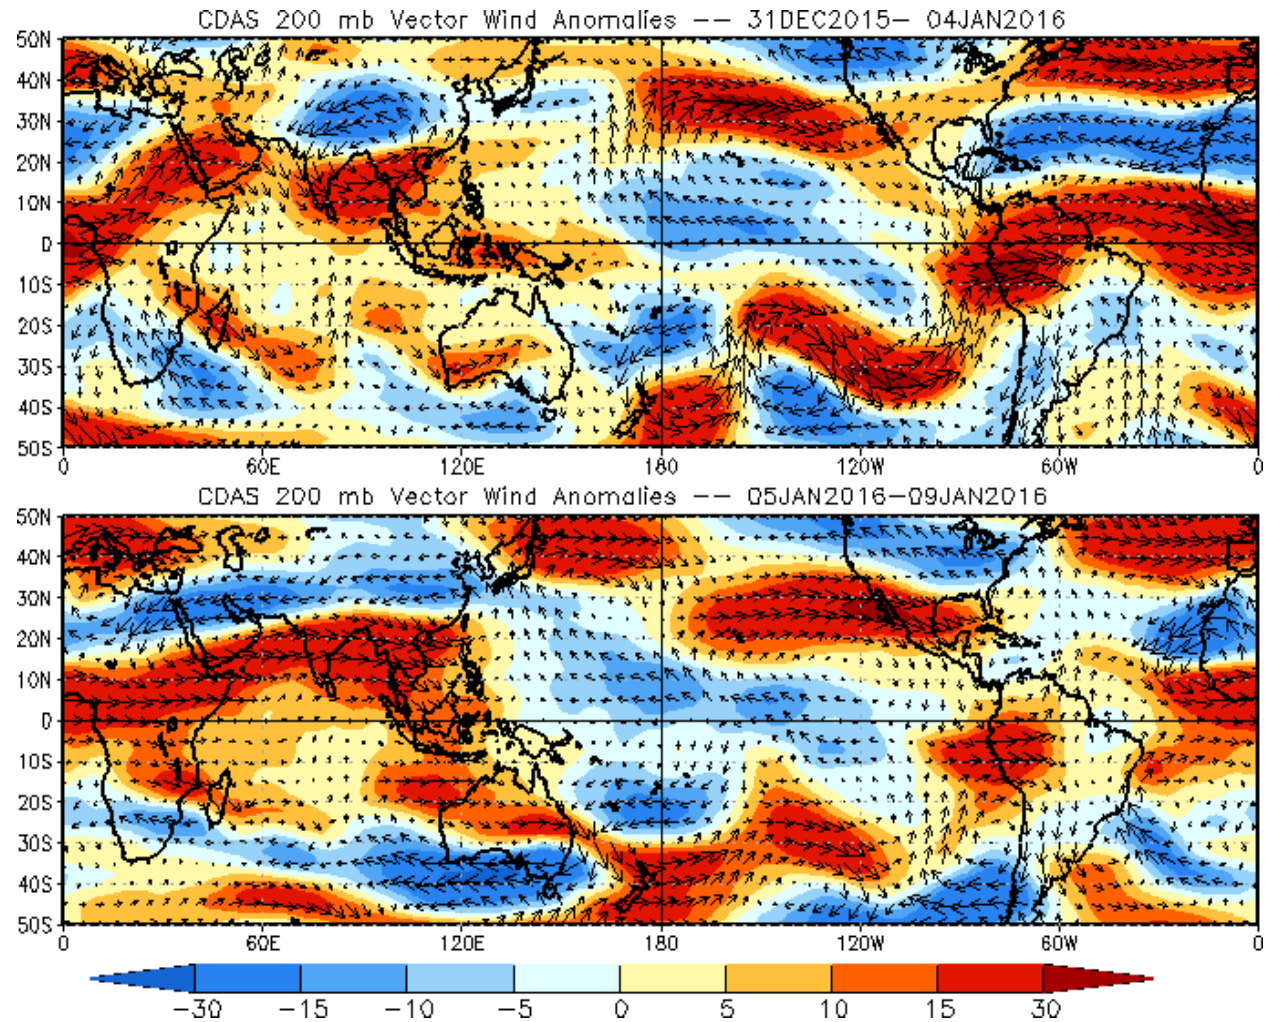 CDAS 200 mb Vector Wind Anomalies -- 31DEC2015- 04JAN2016
50N
40N
30N
20N
10N
0
10S
20S
30S
40S
50S
0 60E 120E 180 120W 60W 0
CDAS 200 mb Vector Wind Anomalies -- 05JAN2016-09JAN2016
50N
40N
30N
20N
10N
0
10S
20S
30S
40S
50S
0 60E 120E 180 120W 60W 0
-30 -15 -10 -5 0 5 10 15 30